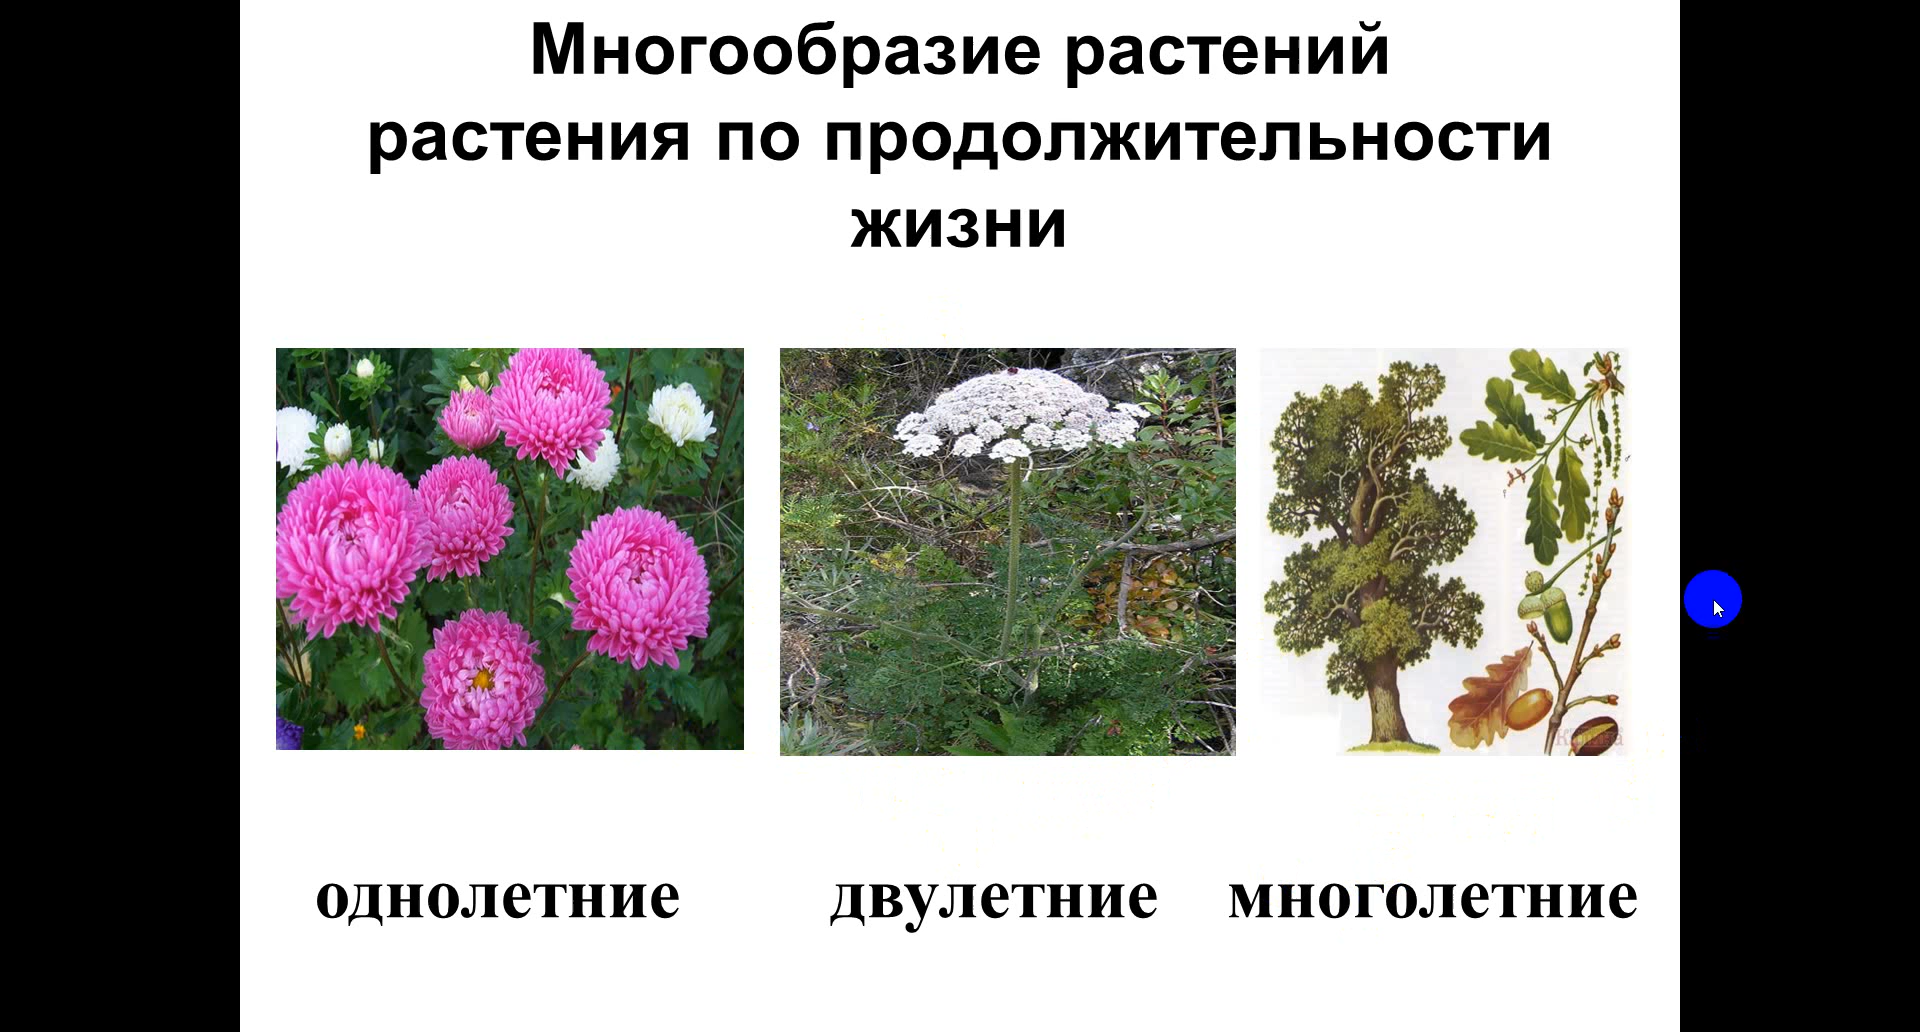 Многообразие растений
растения по продолжительности
жизни
однолетние двулетние многолетние